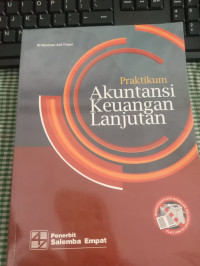 Praktikum
Akuntansi
Keuangan
Lanjutan
Penerbit
Salemba Empat